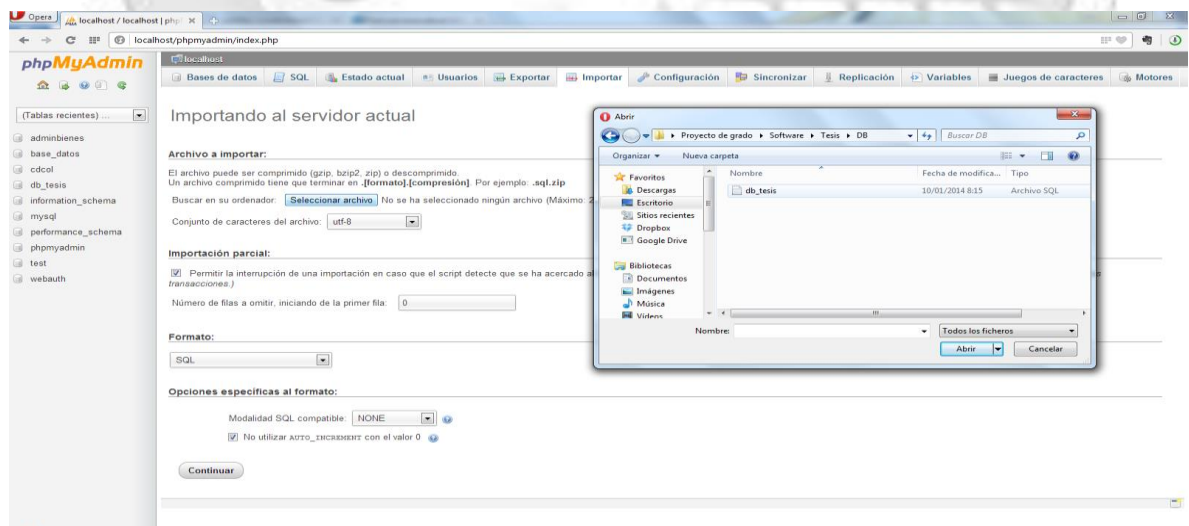 Opera
localhost / localhost | php
localhost/phpmyadmin/index.php
phpMyAdmin
(Tablas recientes) ...
adminbienes
base_datos
cdcol
db_tesis
information_schema
mysql
performance_schema
phpmyadmin
test
webauth
localhost
Bases de datos
SQL
Estado actual
Usuarios
Exportar
Importar
Configuración
Sincronizar
Replicación
Variables
Juegos de caracteres
Motores
Importando al servidor actual
Archivo a importar:
El archivo puede ser comprimido (gzip, bzip2, zip) o descomprimido.
Un archivo comprimido tiene que terminar en .[formato].[compresión]. Por ejemplo: .sql.zip
Buscar en su ordenador: Seleccionar archivo No se ha seleccionado ningún archivo (Máximo: 2
Conjunto de caracteres del archivo: utf-8
Importación parcial:
Permitir la interrupción de una importación en caso que el script detecte que se ha acercado a
transacciones.)
Número de filas a omitir, iniciando de la primer fila: 0
Formato:
SQL
Opciones específicas al formato:
Modalidad SQL compatible: NONE
No utilizar AUTO_INCREMENT con el valor 0
Continuar
Abrir
Proyecto de grado Software Tesis DB
Buscar DB
Organizar Nueva carpeta
Favoritos
Descargas
Escritorio
Sitios recientes
Dropbox
Google Drive
Bibliotecas
Documentos
Imágenes
Música
Vídeos
Nombre Fecha de modifica... Tipo
db_tesis 10/01/2014 8:15 Archivo SQL
Nombre:
Todos los ficheros
Abrir Cancelar